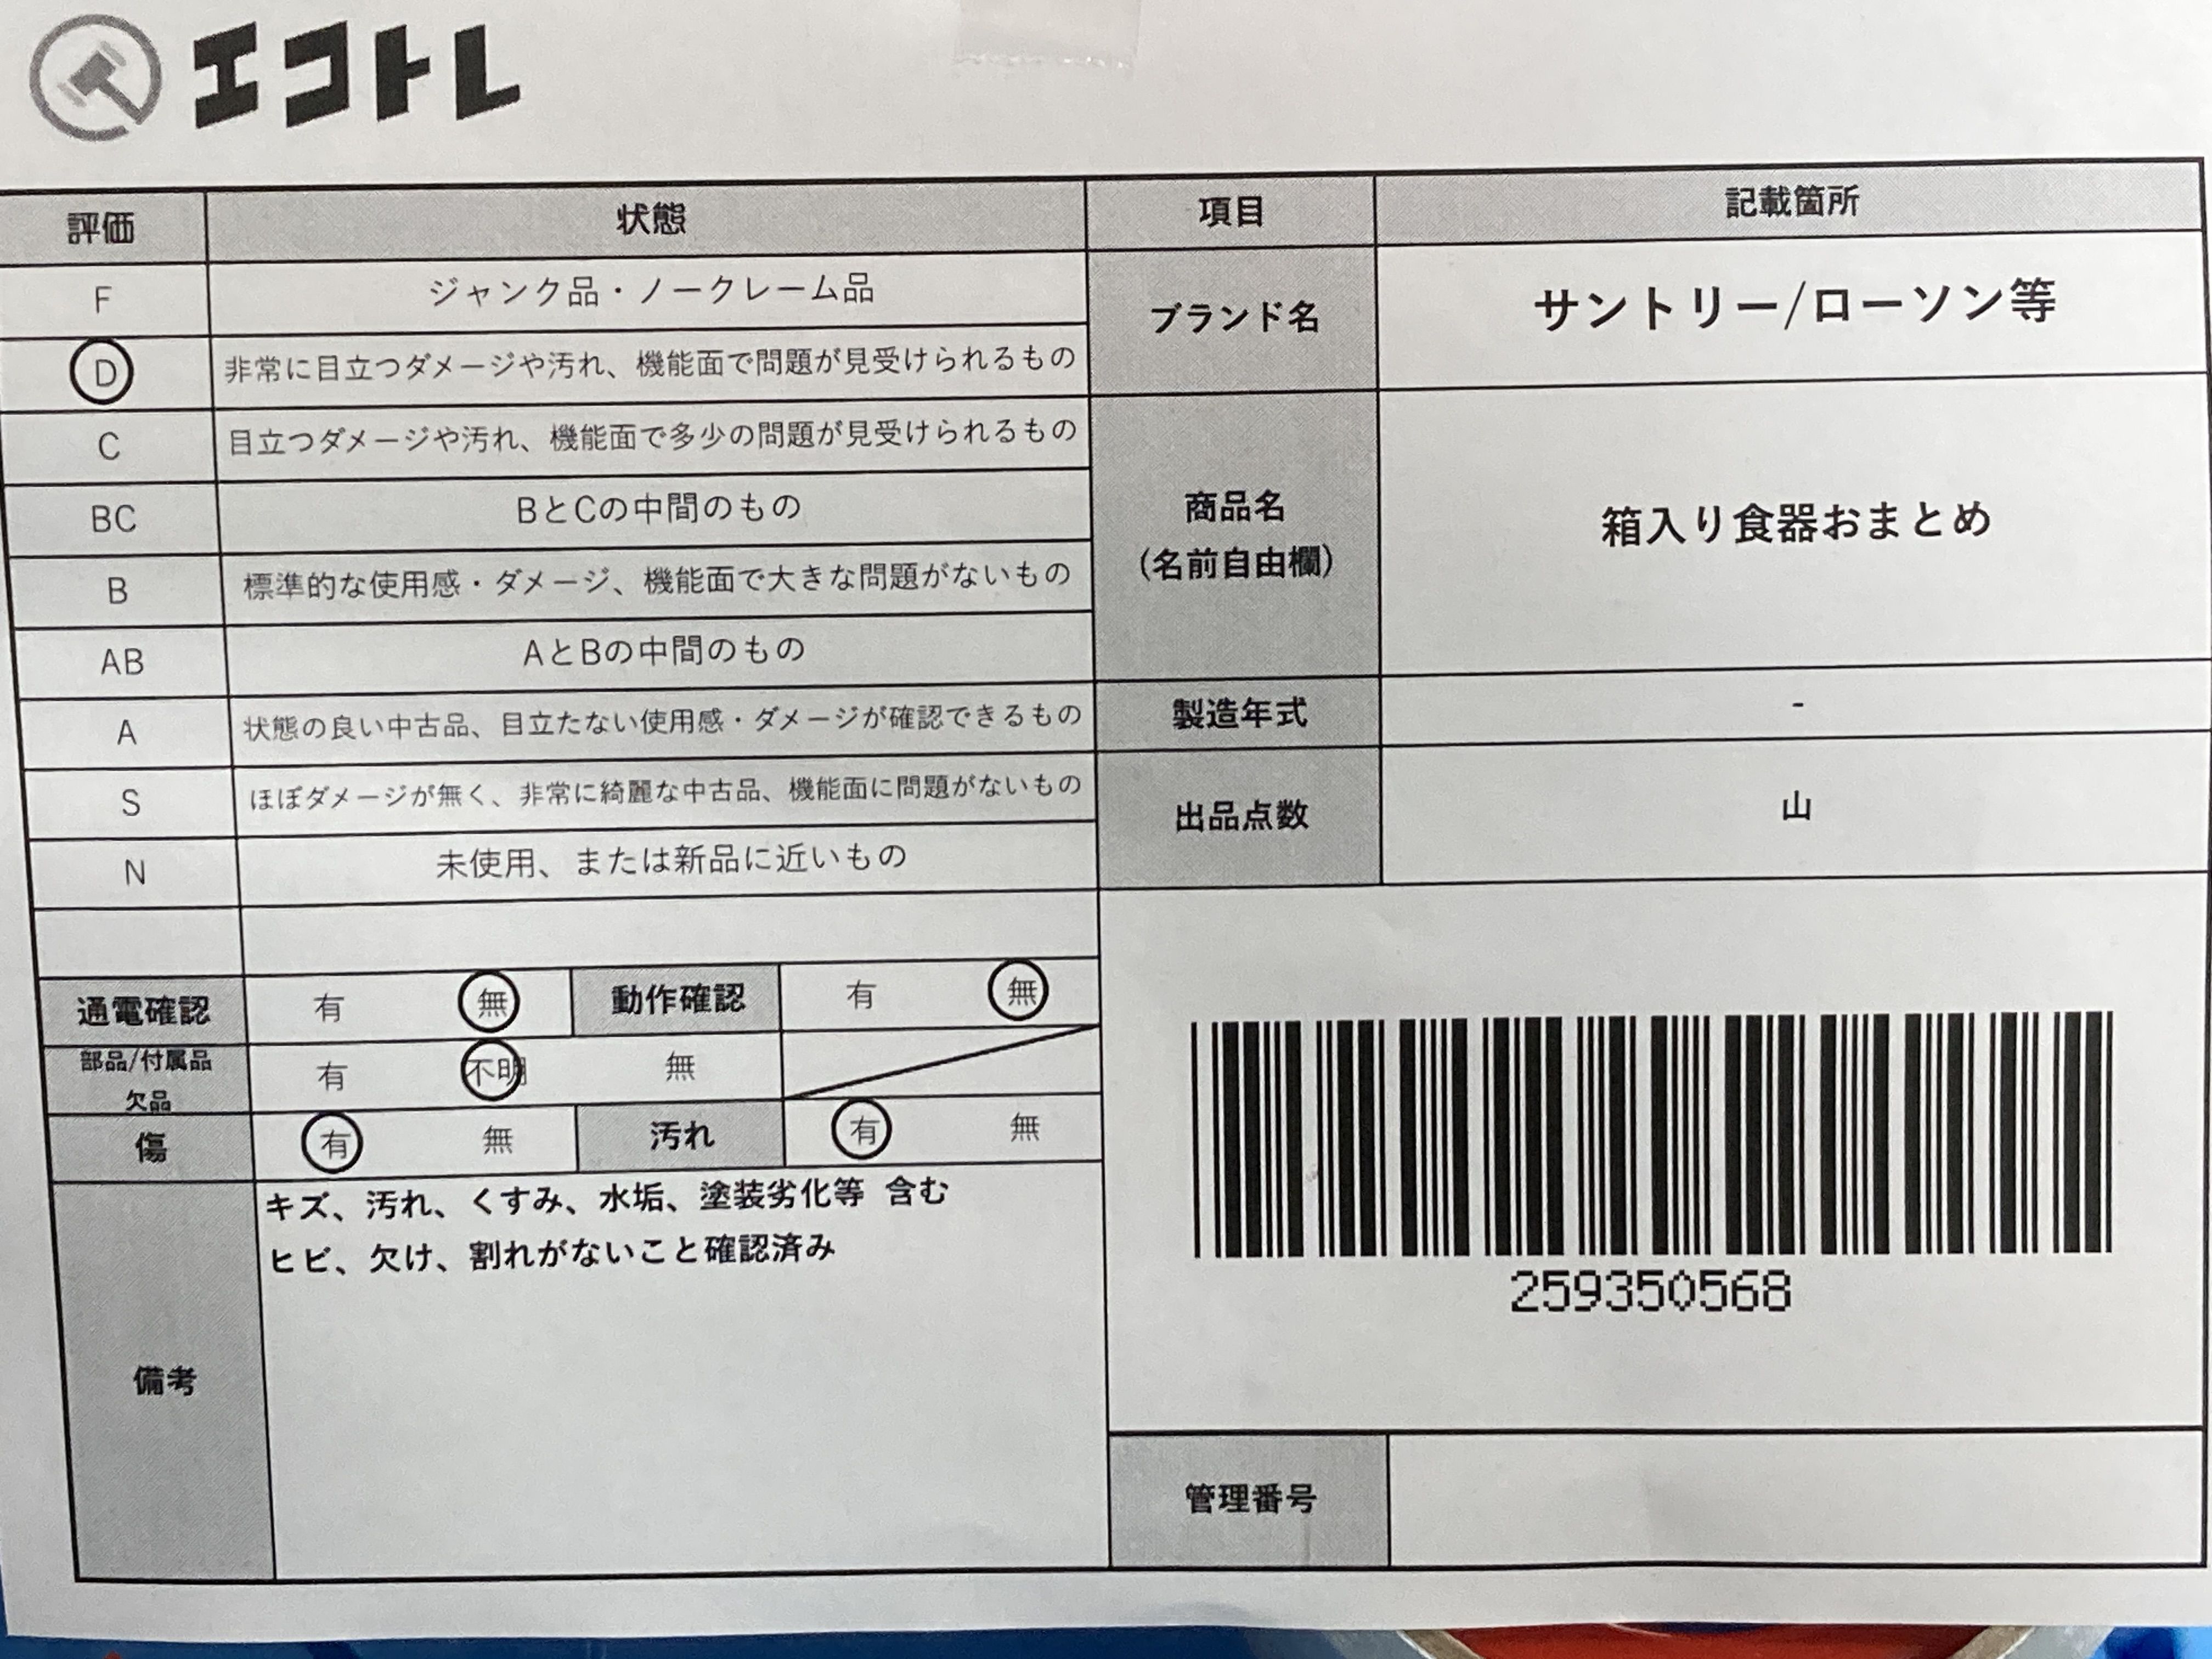 エコトレ
評価 状態 項目 記載箇所
F ジャンク品・ノークレーム品
D 非常に目立つダメージや汚れ、機能面で問題が見受けられるもの
C 目立つダメージや汚れ、機能面で多少の問題が見受けられるもの
BC BとCの中間のもの
B 標準的な使用感・ダメージ、機能面で大きな問題がないもの
AB AとBの中間のもの
A 状態の良い中古品、目立たない使用感・ダメージが確認できるもの
S ほぼダメージが無く、非常に綺麗な中古品、機能面に問題がないもの
N 未使用、または新品に近いもの
ブランド名 サントリー/ローソン等
商品名
(名前自由欄)
箱入り食器おまとめ
製造年式 -
出品点数 山
通電確認 有 無 動作確認 有 無
部品/付属品
欠品
有 不明 無
傷 有 無 汚れ 有 無
備考
キズ、汚れ、くすみ、水垢、塗装劣化等 含む
ヒビ、欠け、割れがないこと確認済み
259350568
管理番号